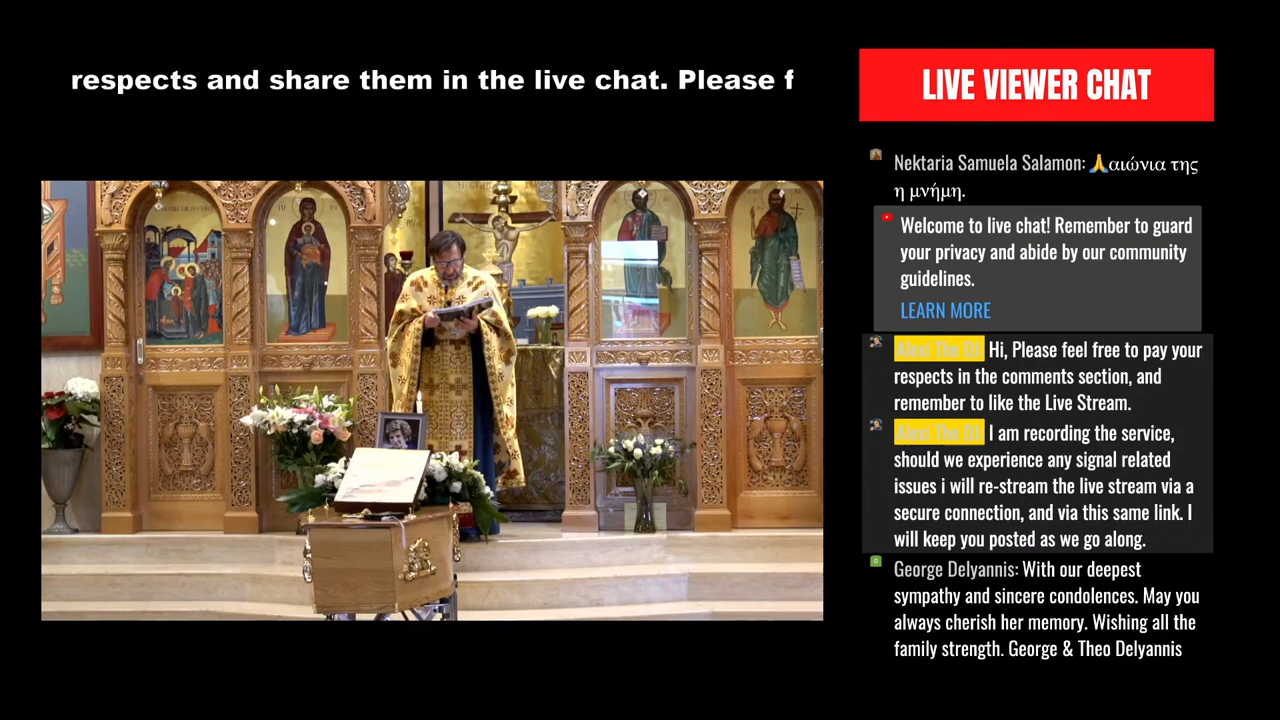 respects and share them in the live chat. Please f
LIVE VIEWER CHAT
Nektaria Samuela Salamon: 🙏αιώνια της
η μνήμη.
Welcome to live chat! Remember to guard
your privacy and abide by our community
guidelines.
LEARN MORE
Alexi The DJ Hi, Please feel free to pay your
respects in the comments section, and
remember to like the Live Stream.
Alexi The DJ I am recording the service,
should we experience any signal related
issues i will re-stream the live stream via a
secure connection, and via this same link. I
will keep you posted as we go along.
George Delyannis: With our deepest
sympathy and sincere condolences. May you
always cherish her memory. Wishing all the
family strength. George & Theo Delyannis